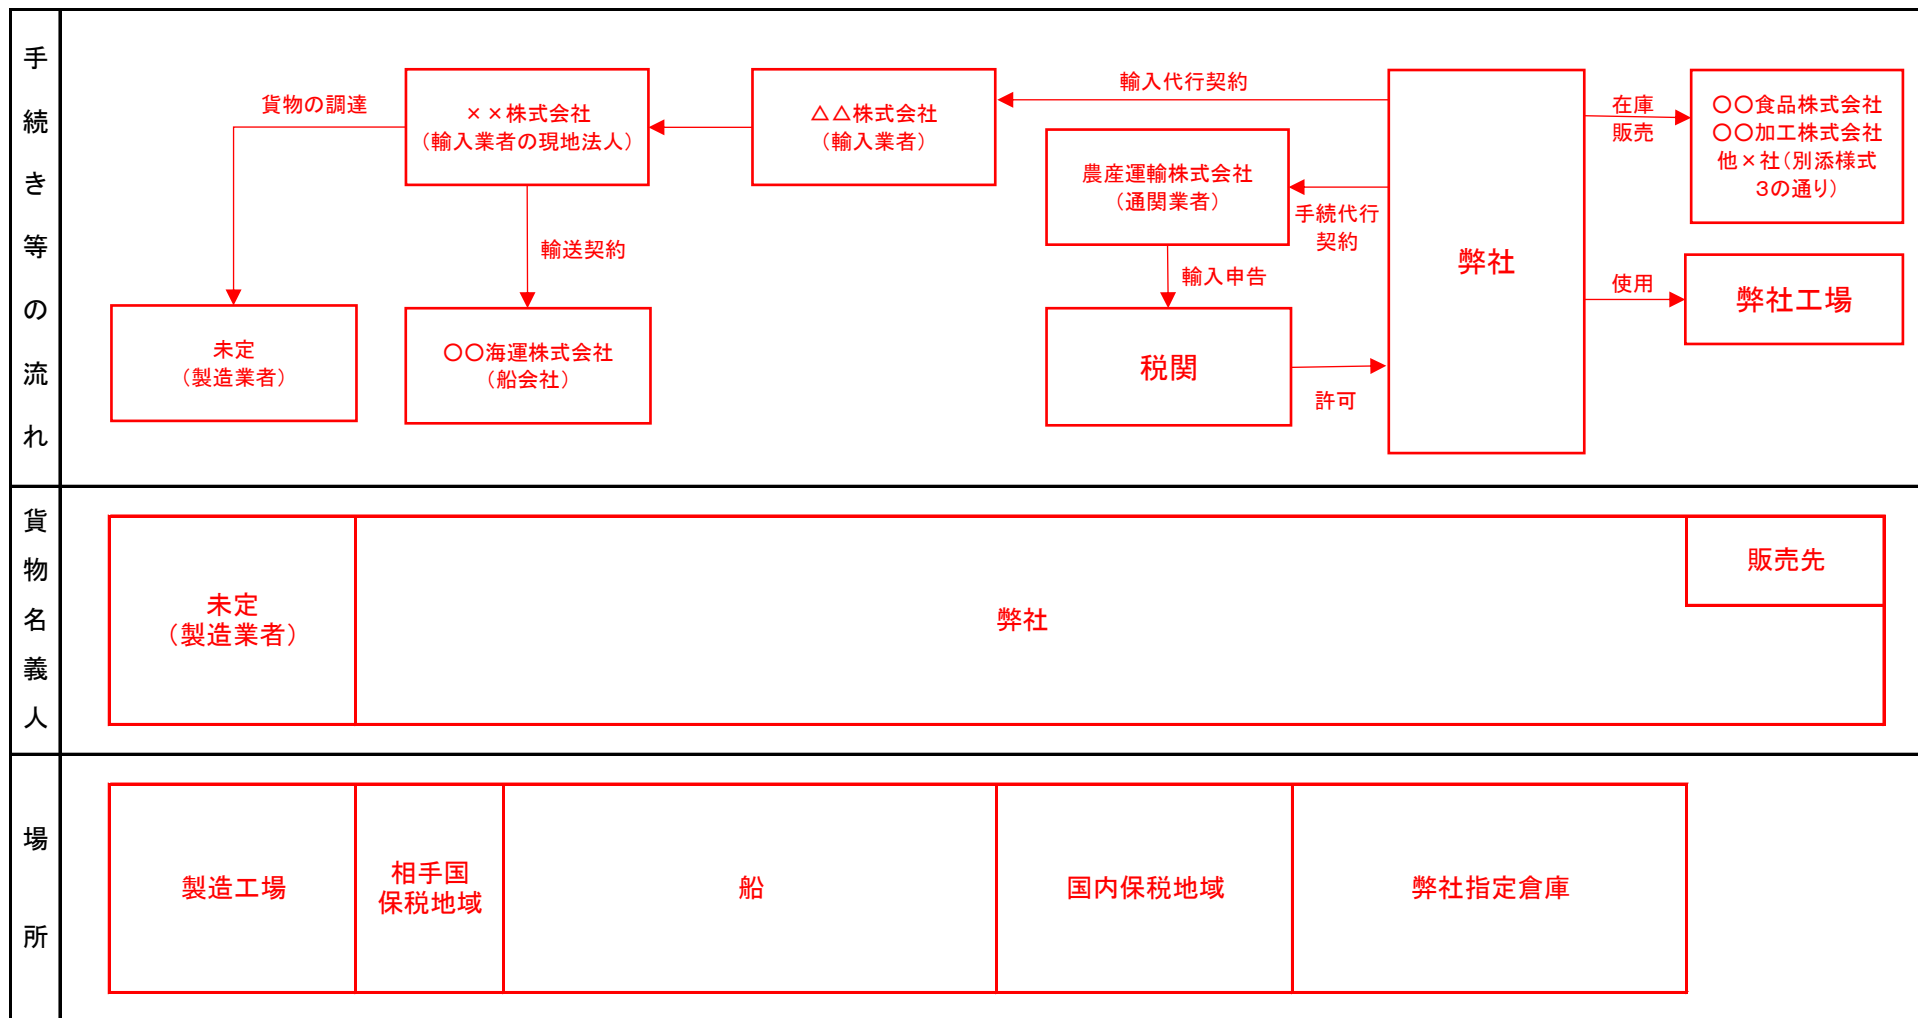 手続き等の流れ
貨物の調達
××株式会社
（輸入業者の現地法人）
△△株式会社
（輸入業者）
輸入代行契約
農産運輸株式会社
（通関業者）
手続代行
契約
弊社
在庫
販売
〇〇食品株式会社
〇〇加工株式会社
他×社（別添様式
３の通り）
輸送契約
輸入申告
使用
弊社工場
未定
（製造業者）
〇〇海運株式会社
（船会社）
税関
許可
貨物名義人
未定
（製造業者）
弊社
販売先
場所
製造工場
相手国
保税地域
船
国内保税地域
弊社指定倉庫